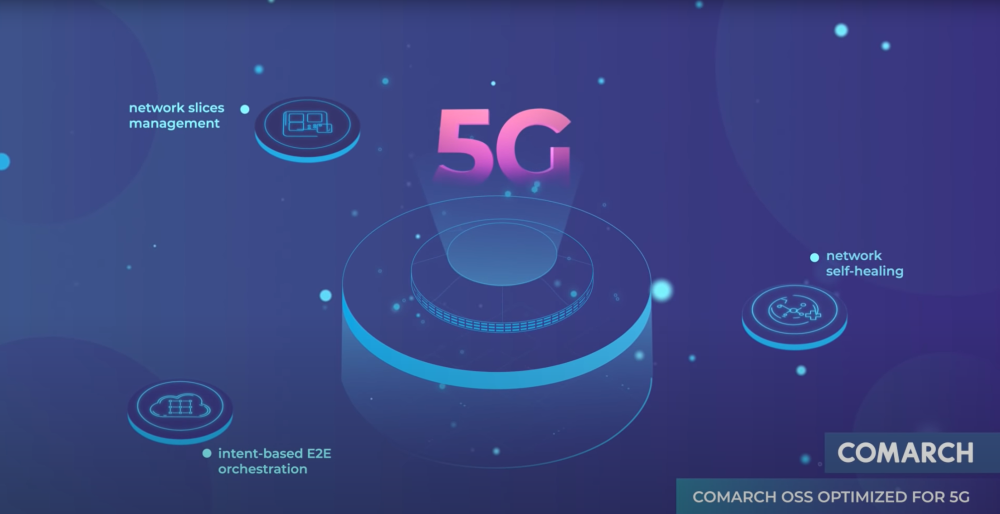 network slices
management
5G
network
self-healing
intent-based E2E
orchestration
COMARCH
COMARCH OSS OPTIMIZED FOR 5G